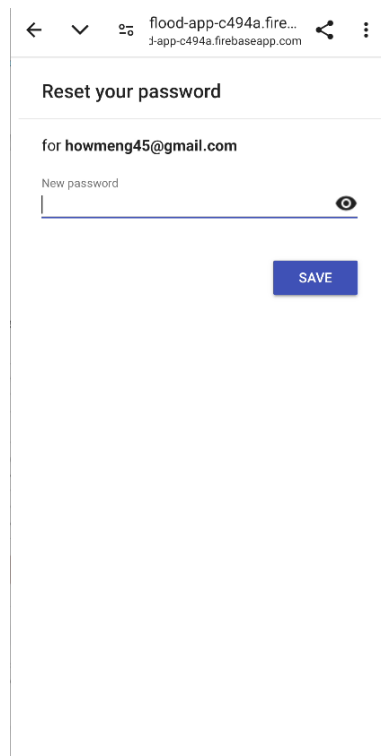 flood-app-c494a.fire...
d-app-c494a.firebaseapp.com
Reset your password
for howmeng45@gmail.com
New password
SAVE